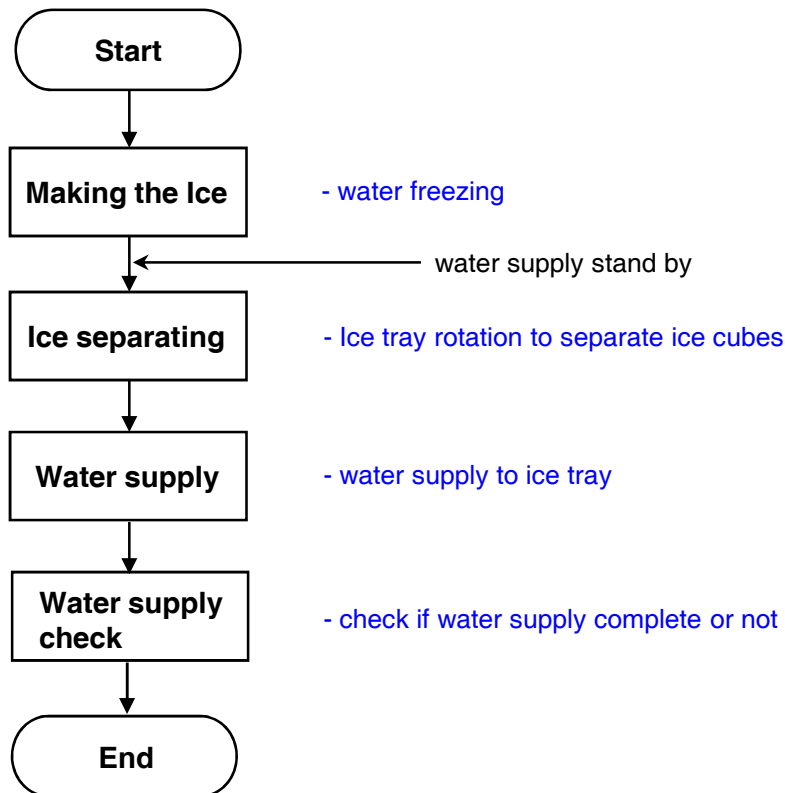 Start
Making the Ice
- water freezing
water supply stand by
Ice separating
- Ice tray rotation to separate ice cubes
Water supply
- water supply to ice tray
Water supply
check
- check if water supply complete or not
End